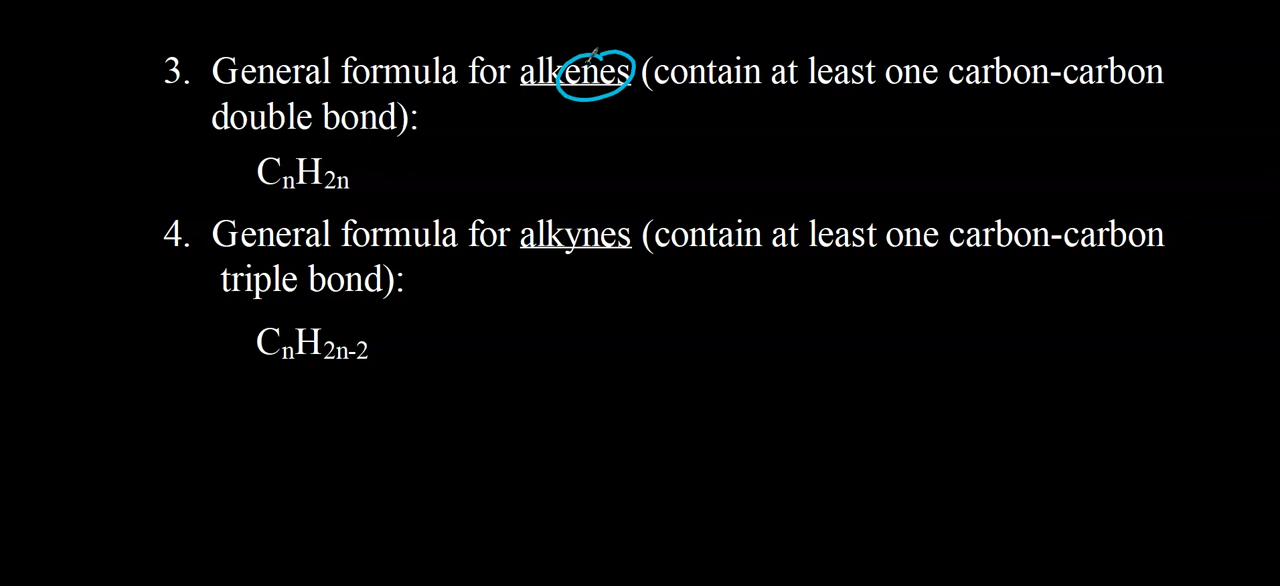 3. General formula for alkenes (contain at least one carbon-carbon
double bond):
CₙH₂ₙ
4. General formula for alkynes (contain at least one carbon-carbon
triple bond):
CₙH₂ₙ₋₂